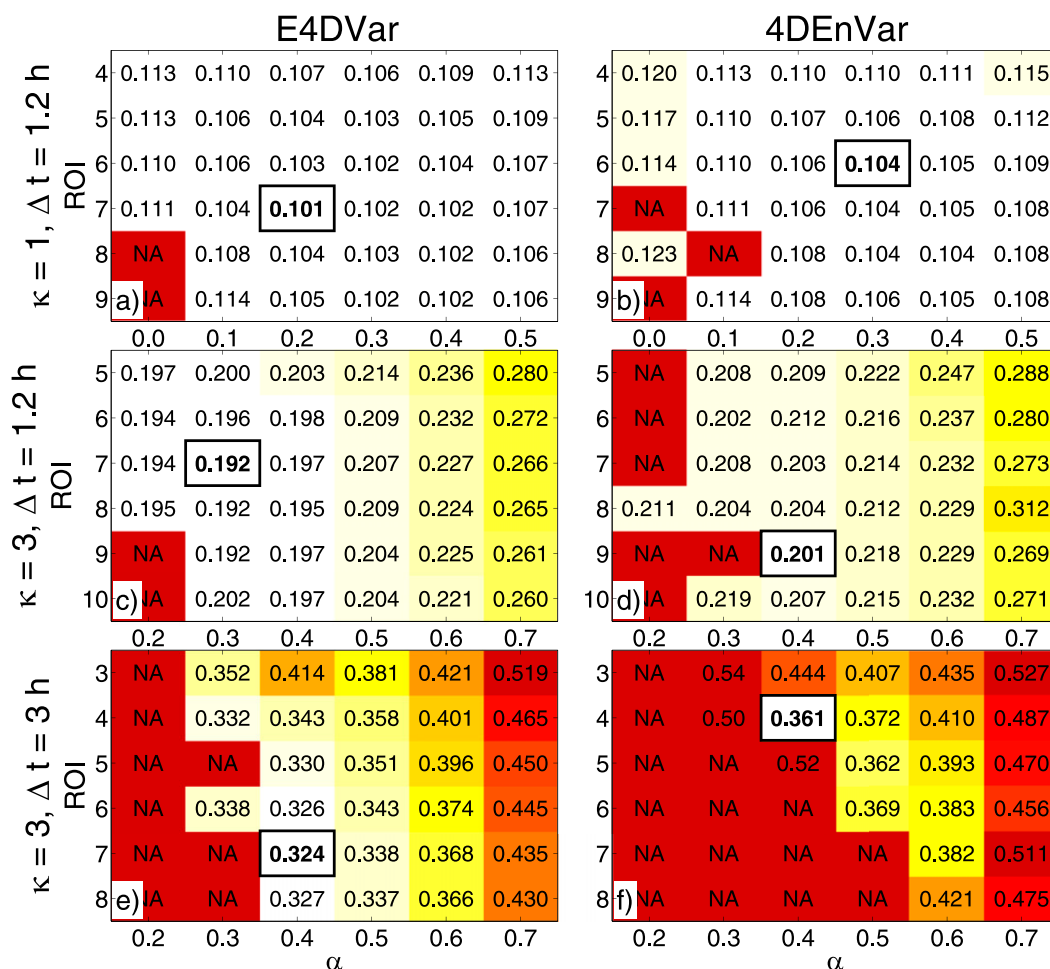 E4DVar 4DEnVar
κ = 1, Δ t = 1.2 h
ROI
4 0.113 0.110 0.107 0.106 0.109 0.113 4 0.120 0.113 0.110 0.110 0.111 0.115
5 0.113 0.106 0.104 0.103 0.105 0.109 5 0.117 0.110 0.107 0.106 0.108 0.112
6 0.110 0.106 0.103 0.102 0.104 0.107 6 0.114 0.110 0.106 0.104 0.105 0.109
7 0.111 0.104 0.101 0.102 0.102 0.107 7 NA 0.111 0.106 0.104 0.105 0.108
8 NA 0.108 0.104 0.103 0.102 0.106 8 0.123 NA 0.108 0.104 0.104 0.108
9 a) NA 0.114 0.105 0.102 0.102 0.106 9 b) NA 0.114 0.108 0.106 0.105 0.108
0.0 0.1 0.2 0.3 0.4 0.5 0.0 0.1 0.2 0.3 0.4 0.5
κ = 3, Δ t = 1.2 h
ROI
5 0.197 0.200 0.203 0.214 0.236 0.280 5 NA 0.208 0.209 0.222 0.247 0.288
6 0.194 0.196 0.198 0.209 0.232 0.272 6 NA 0.202 0.212 0.216 0.237 0.280
7 0.194 0.192 0.197 0.207 0.227 0.266 7 NA 0.208 0.203 0.214 0.232 0.273
8 0.195 0.192 0.195 0.209 0.224 0.265 8 0.211 0.204 0.204 0.212 0.229 0.312
9 NA 0.192 0.197 0.204 0.225 0.261 9 NA NA 0.201 0.218 0.229 0.269
10 c) NA 0.202 0.197 0.204 0.221 0.260 10 d) NA 0.219 0.207 0.215 0.232 0.271
0.2 0.3 0.4 0.5 0.6 0.7 0.2 0.3 0.4 0.5 0.6 0.7
κ = 3, Δ t = 3 h
ROI
3 NA 0.352 0.414 0.381 0.421 0.519 3 NA 0.54 0.444 0.407 0.435 0.527
4 NA 0.332 0.343 0.358 0.401 0.465 4 NA 0.50 0.361 0.372 0.410 0.487
5 NA NA 0.330 0.351 0.396 0.450 5 NA NA 0.52 0.362 0.393 0.470
6 NA 0.338 0.326 0.343 0.374 0.445 6 NA NA NA 0.369 0.383 0.456
7 NA NA 0.324 0.338 0.368 0.435 7 NA NA NA NA 0.382 0.511
8 e) NA NA 0.327 0.337 0.366 0.430 8 f) NA NA NA NA 0.421 0.475
0.2 0.3 0.4 0.5 0.6 0.7 0.2 0.3 0.4 0.5 0.6 0.7
α α